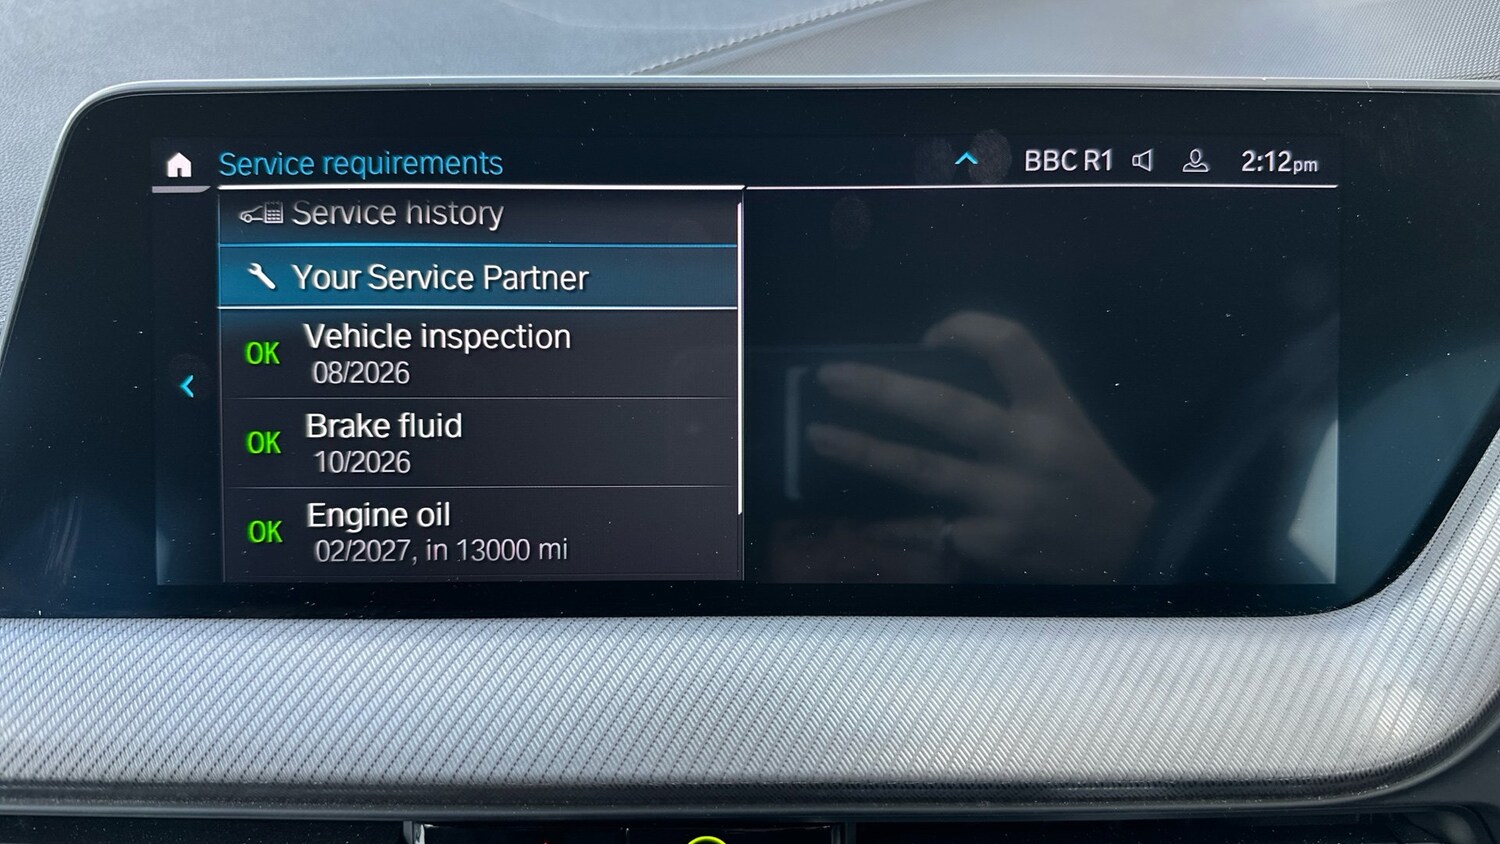 Service requirements
BBC R1
2:12pm
Service history
Your Service Partner
OK Vehicle inspection
08/2026
OK Brake fluid
10/2026
OK Engine oil
02/2027, in 13000 mi